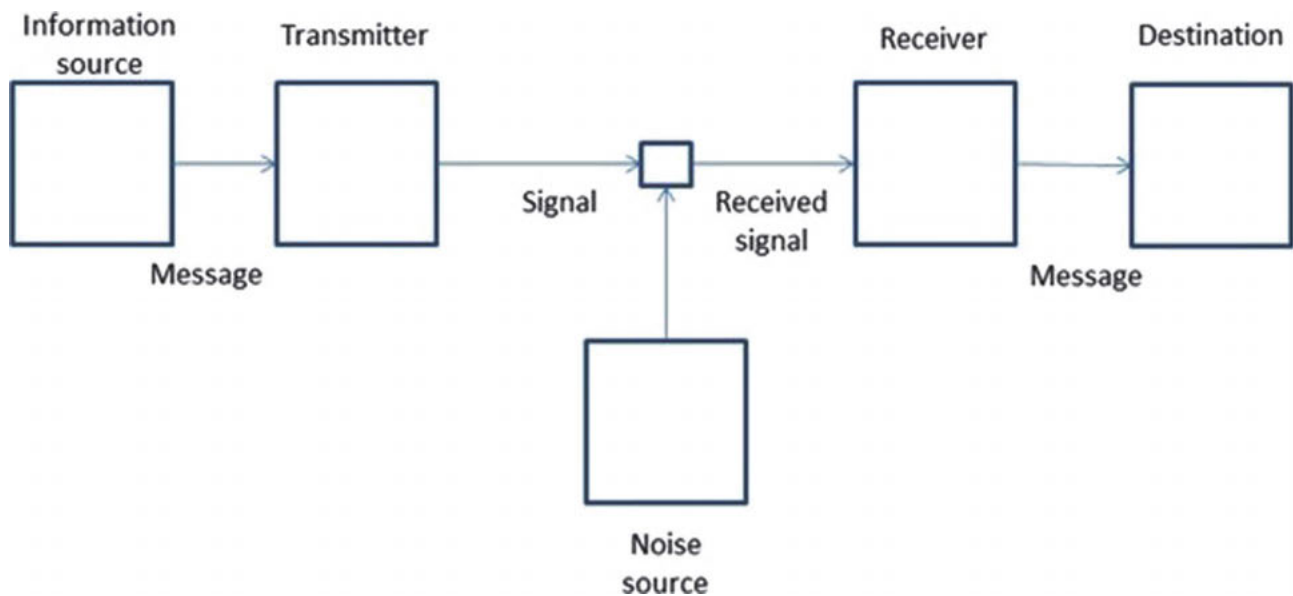 Information
source
Transmitter
Receiver
Destination
Signal
Received
signal
Message
Message
Noise
source